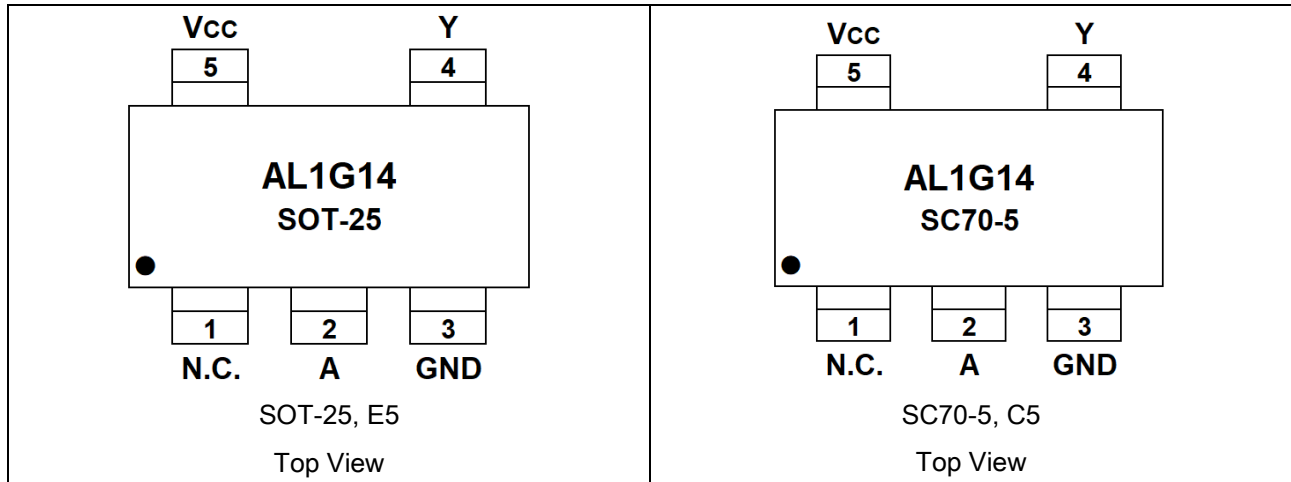 Vcc Y
5 4
AL1G14
SOT-25
1 2 3
N.C. A GND
SOT-25, E5
Top View
Vcc Y
5 4
AL1G14
SC70-5
1 2 3
N.C. A GND
SC70-5, C5
Top View